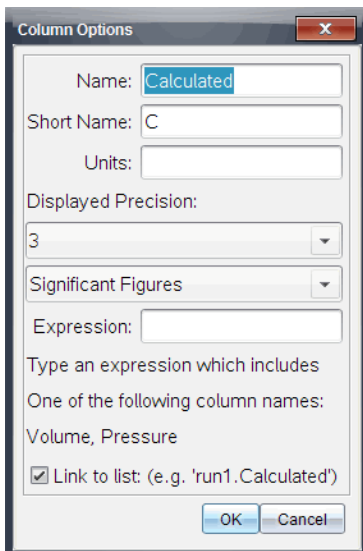 Column Options
x
Name: Calculated
Short Name: C
Units:
Displayed Precision:
3
Significant Figures
Expression:
Type an expression which includes
One of the following column names:
Volume, Pressure
Link to list: (e.g. 'run1.Calculated')
OK Cancel